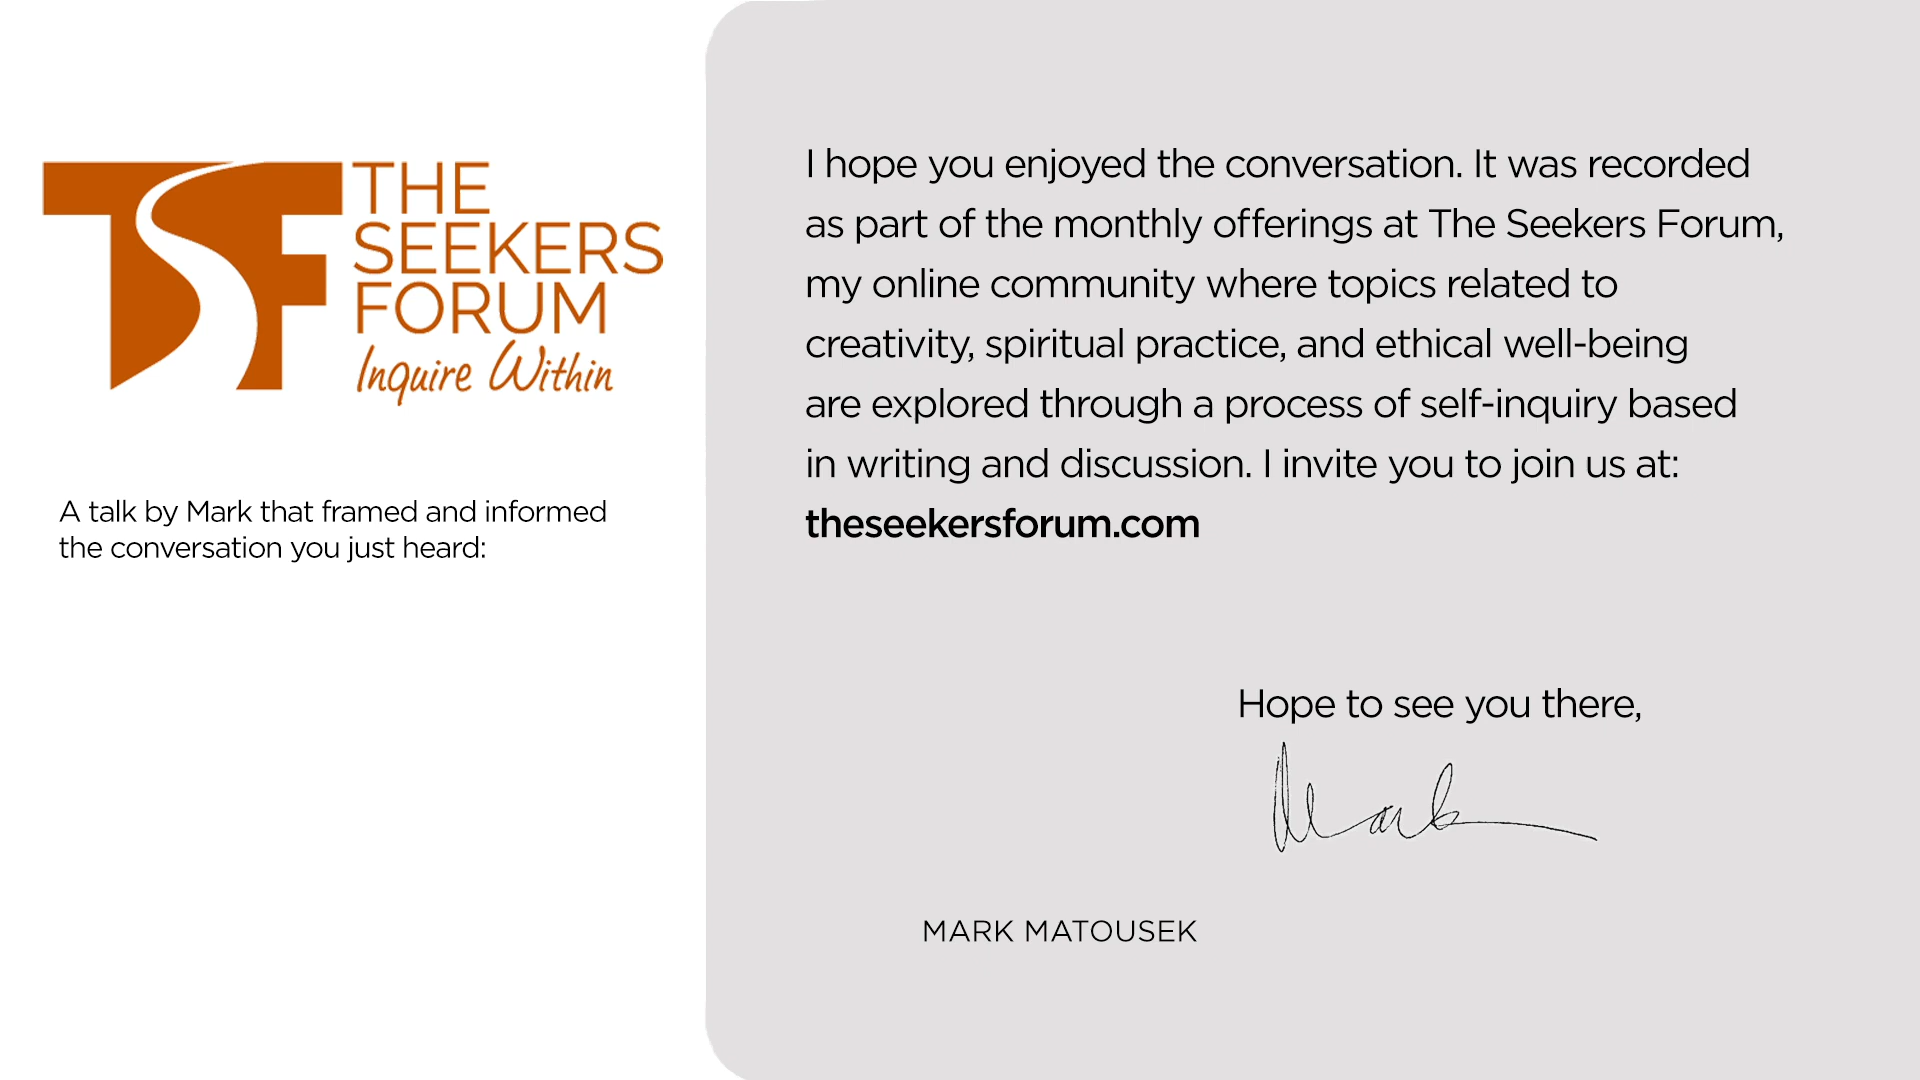 TSF
THE
SEEKERS
FORUM
Inquire Within
A talk by Mark that framed and informed
the conversation you just heard:
I hope you enjoyed the conversation. It was recorded
as part of the monthly offerings at The Seekers Forum,
my online community where topics related to
creativity, spiritual practice, and ethical well-being
are explored through a process of self-inquiry based
in writing and discussion. I invite you to join us at:
theseekersforum.com
Hope to see you there,
Mark
MARK MATOUSEK